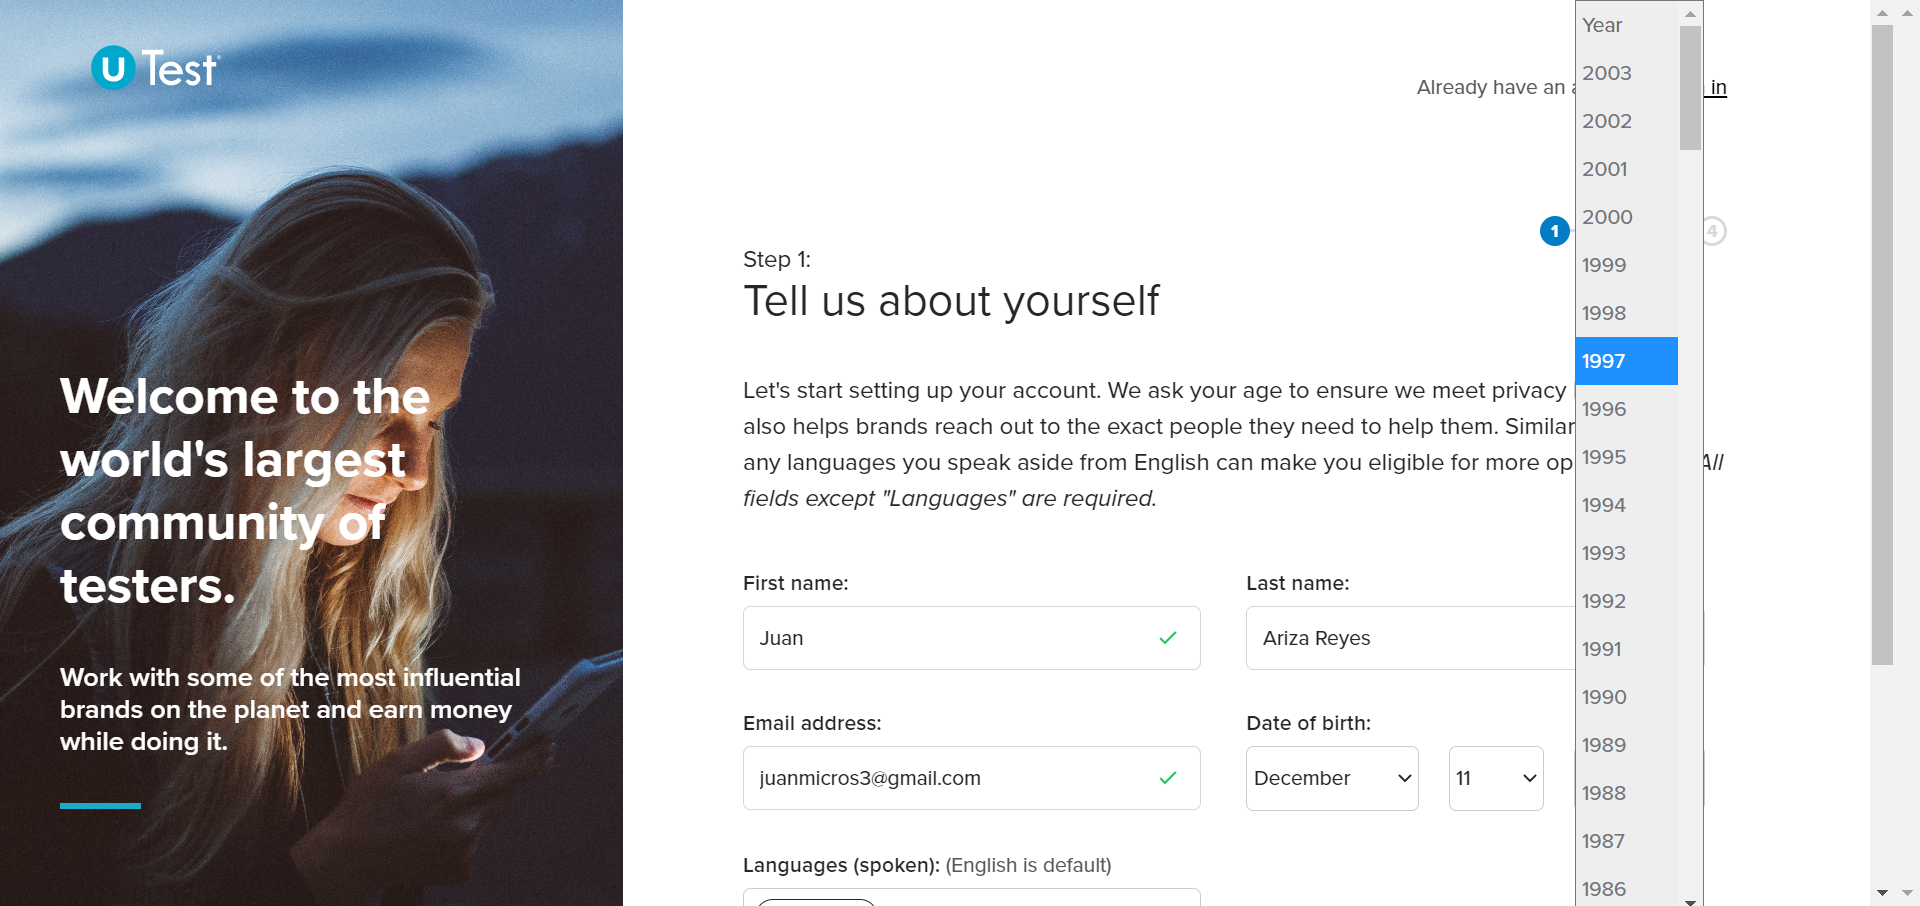 uTest
Welcome to the
world's largest
community of
testers.
Work with some of the most influential
brands on the planet and earn money
while doing it.
Already have an
in
1
4
Step 1:
Tell us about yourself
Let's start setting up your account. We ask your age to ensure we meet privacy
also helps brands reach out to the exact people they need to help them. Similar
any languages you speak aside from English can make you eligible for more op All
fields except "Languages" are required.
First name:
Last name:
Juan
Ariza Reyes
Email address:
Date of birth:
juanmicros3@gmail.com
December
11
Languages (spoken): (English is default)
Year
2003
2002
2001
2000
1999
1998
1997
1996
1995
1994
1993
1992
1991
1990
1989
1988
1987
1986